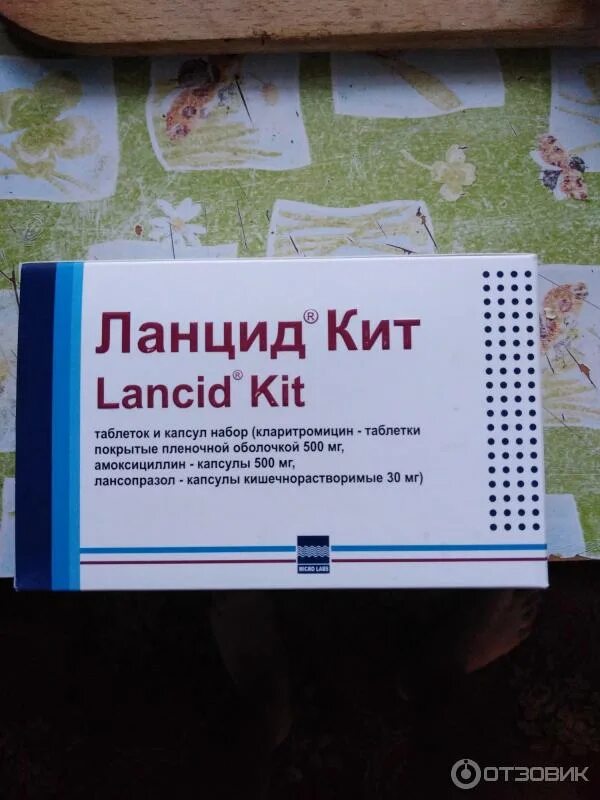 Ланцид® Кит
Lancid® Kit
таблеток и капсул набор (кларитромицин - таблетки
покрытые пленочной оболочкой 500 мг,
амоксициллин - капсулы 500 мг,
лансопразол - капсулы кишечнорастворимые 30 мг)
MICRO LABS
ОТЗОВИК